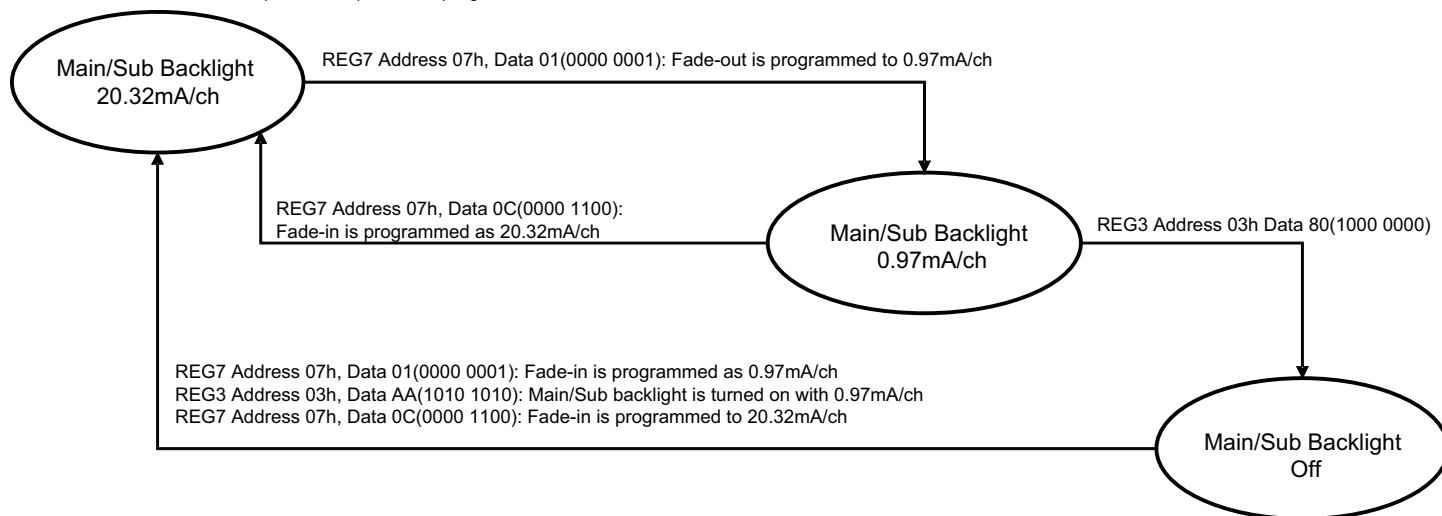 Main/Sub Backlight
20.32mA/ch
REG7 Address 07h, Data 01(0000 0001): Fade-out is programmed to 0.97mA/ch
REG7 Address 07h, Data 0C(0000 1100):
Fade-in is programmed as 20.32mA/ch
Main/Sub Backlight
0.97mA/ch
REG3 Address 03h Data 80(1000 0000)
REG7 Address 07h, Data 01(0000 0001): Fade-in is programmed as 0.97mA/ch
REG3 Address 03h, Data AA(1010 1010): Main/Sub backlight is turned on with 0.97mA/ch
REG7 Address 07h, Data 0C(0000 1100): Fade-in is programmed to 20.32mA/ch
Main/Sub Backlight
Off